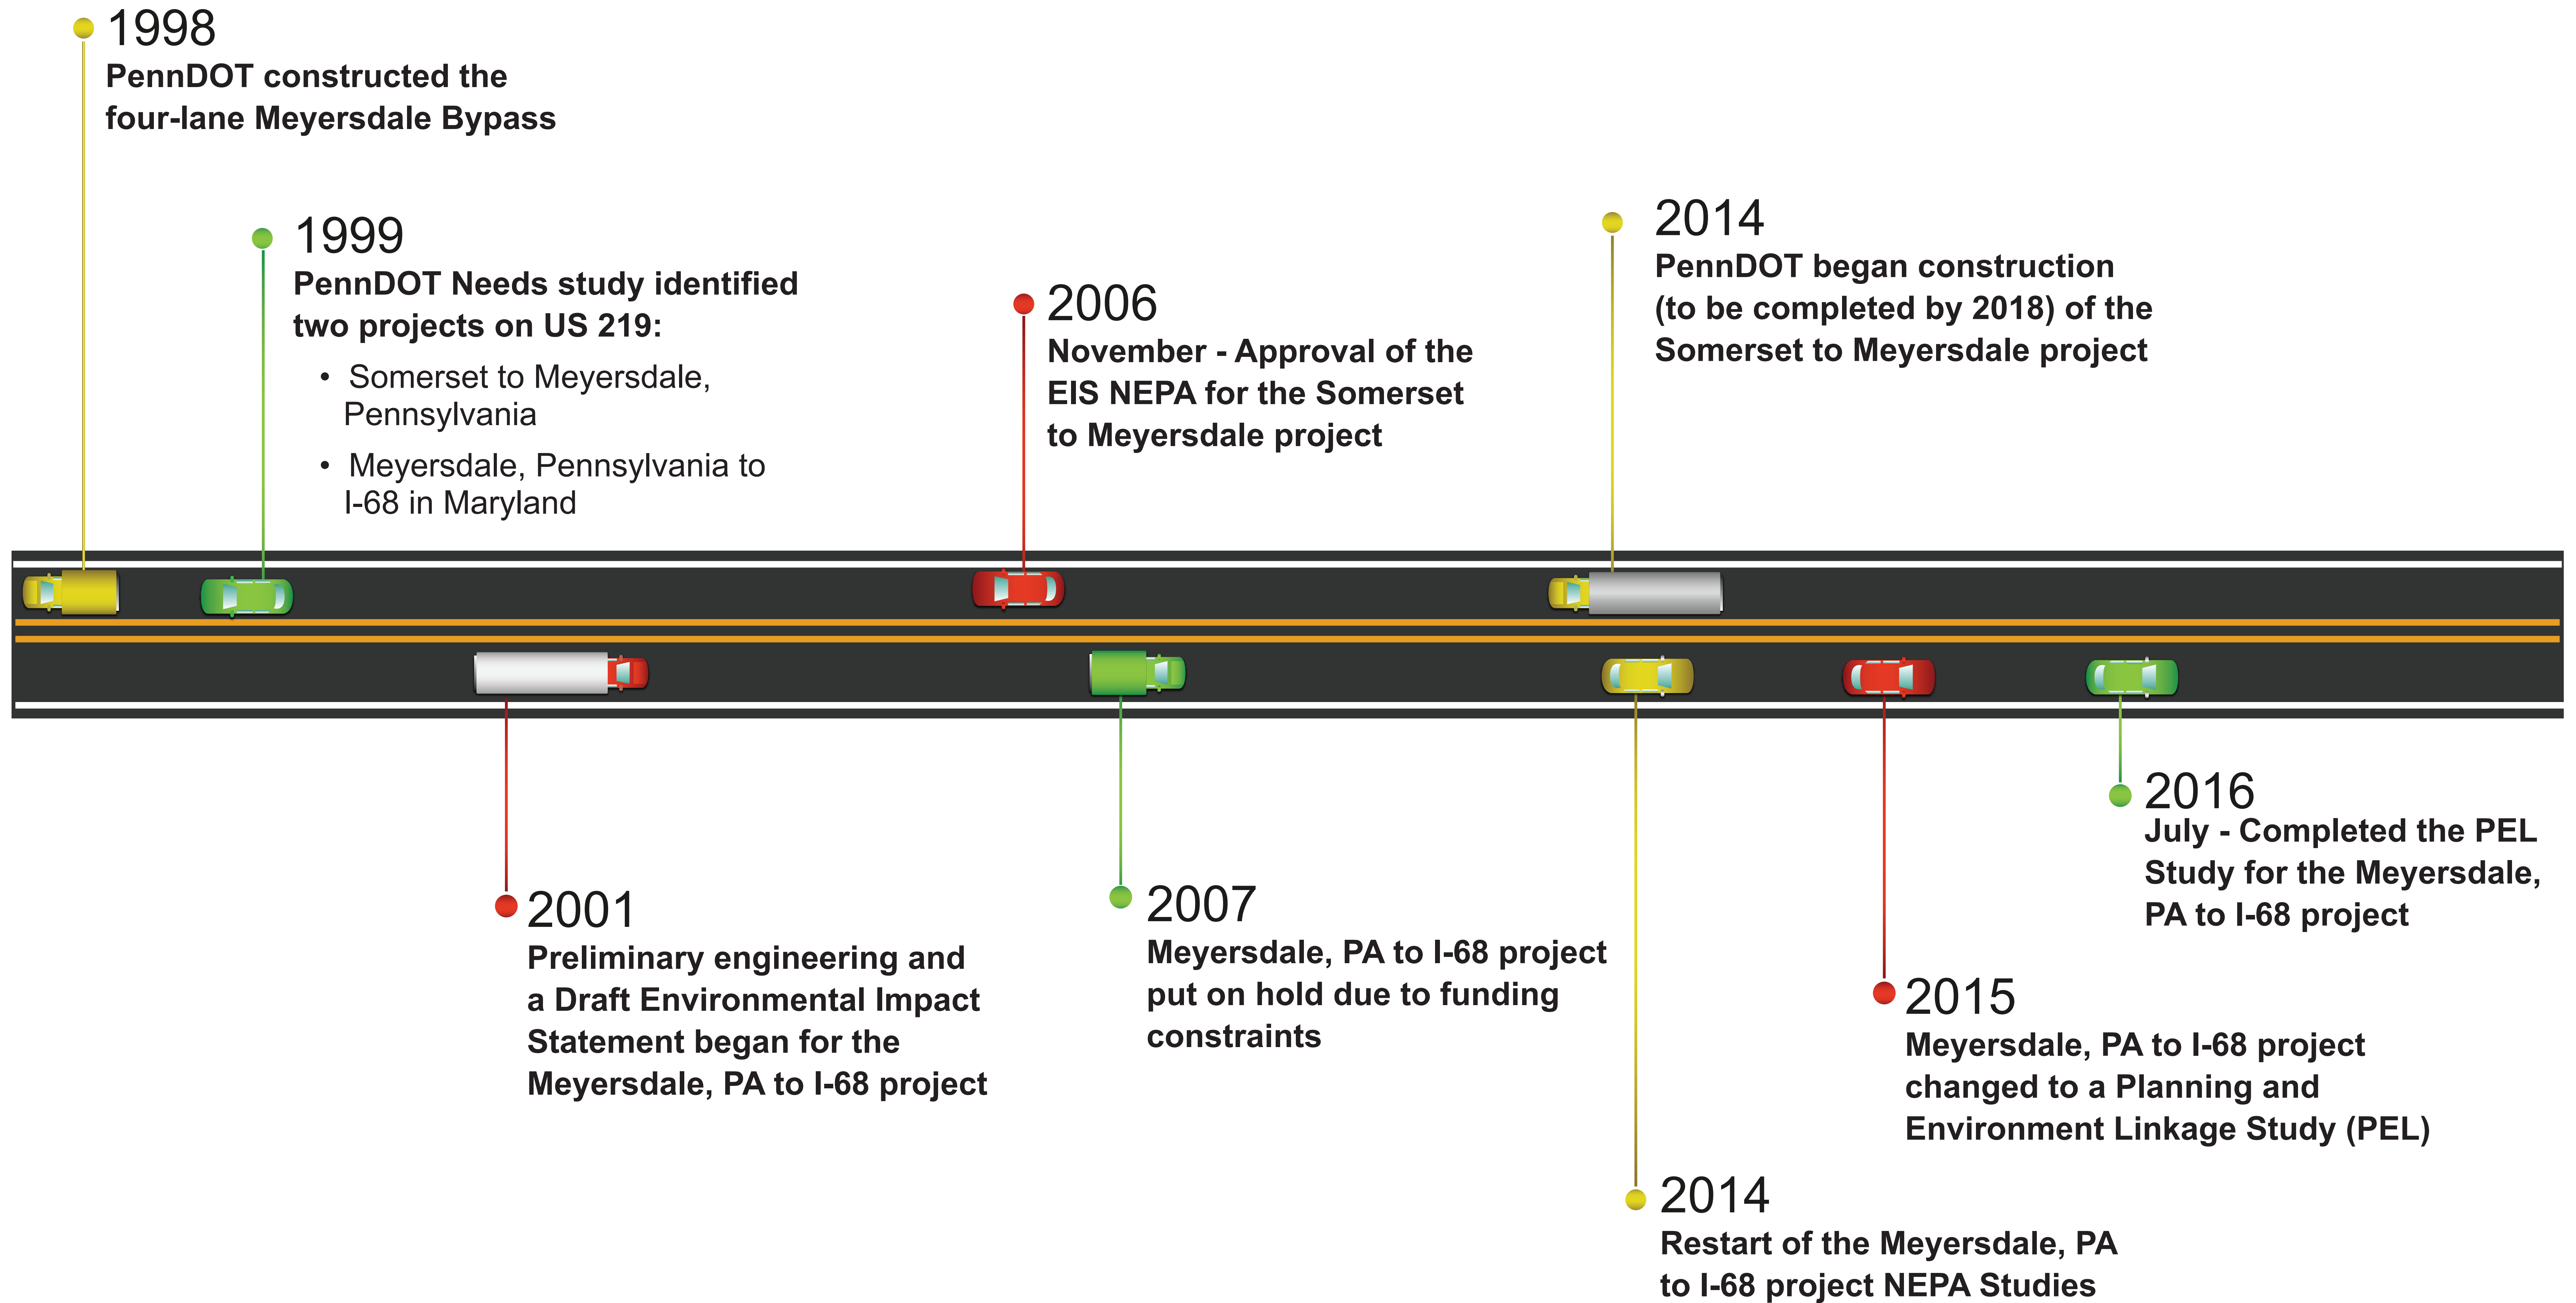 1998
PennDOT constructed the
four-lane Meyersdale Bypass
1999
PennDOT Needs study identified
two projects on US 219:
• Somerset to Meyersdale,
Pennsylvania
• Meyersdale, Pennsylvania to
I-68 in Maryland
2006
November - Approval of the
EIS NEPA for the Somerset
to Meyersdale project
2014
PennDOT began construction
(to be completed by 2018) of the
Somerset to Meyersdale project
2001
Preliminary engineering and
a Draft Environmental Impact
Statement began for the
Meyersdale, PA to I-68 project
2007
Meyersdale, PA to I-68 project
put on hold due to funding
constraints
2014
Restart of the Meyersdale, PA
to I-68 project NEPA Studies
2015
Meyersdale, PA to I-68 project
changed to a Planning and
Environment Linkage Study (PEL)
2016
July - Completed the PEL
Study for the Meyersdale,
PA to I-68 project